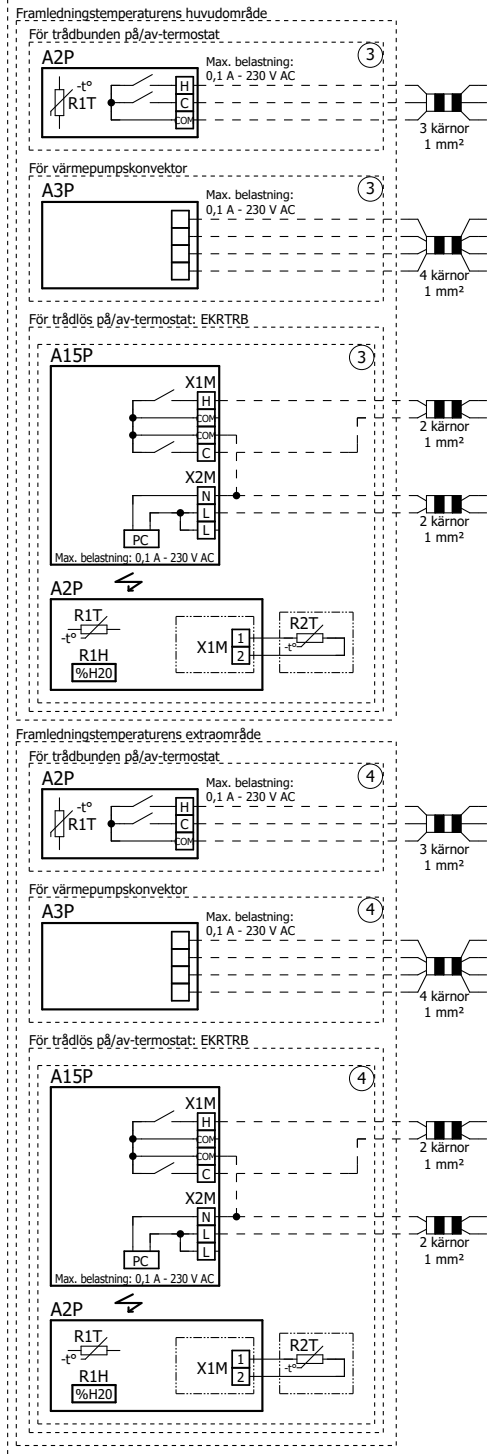 Framledningstemperaturens huvudområde
För trådbunden på/av-termostat
A2P
3
Max. belastning:
0,1 A - 230 V AC
-t°
R1T
H
C
COM
3 kärnor
1 mm²
För värmepumpskonvektor
A3P
3
Max. belastning:
0,1 A - 230 V AC
4 kärnor
1 mm²
För trådlös på/av-termostat: EKRTRB
A15P
3
X1M
H
COM
COM
C
2 kärnor
1 mm²
X2M
N
L
L
PC
2 kärnor
1 mm²
Max. belastning: 0,1 A - 230 V AC
A2P
R1T
-t°
R1H
%H20
X1M
1
2
R2T
-t°
Framledningstemperaturens extraområde
För trådbunden på/av-termostat
A2P
4
Max. belastning:
0,1 A - 230 V AC
-t°
R1T
H
C
COM
3 kärnor
1 mm²
För värmepumpskonvektor
A3P
4
Max. belastning:
0,1 A - 230 V AC
4 kärnor
1 mm²
För trådlös på/av-termostat: EKRTRB
A15P
4
X1M
H
COM
COM
C
2 kärnor
1 mm²
X2M
N
L
L
PC
2 kärnor
1 mm²
Max. belastning: 0,1 A - 230 V AC
A2P
R1T
-t°
R1H
%H20
X1M
1
2
R2T
-t°